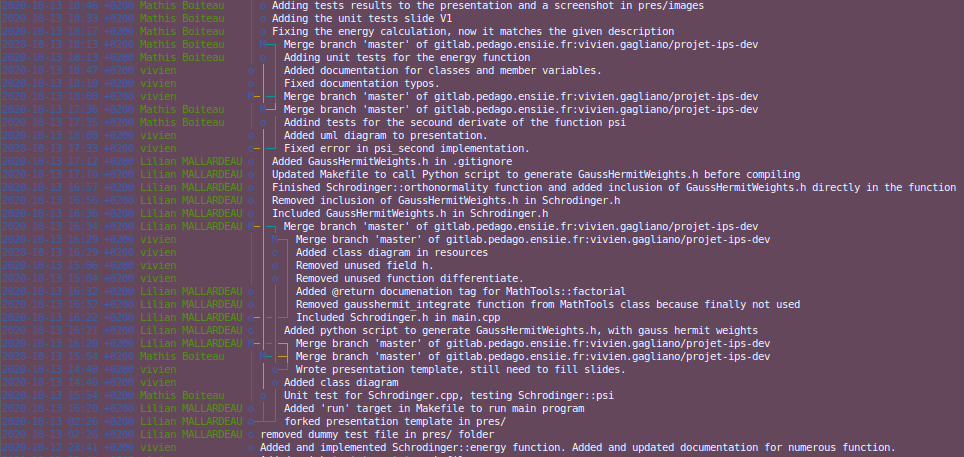 2020-10-13 18:46 +0200 Mathis Boiteau o Adding tests results to the presentation and a screenshot in pres/images
2020-10-13 18:33 +0200 Mathis Boiteau o Adding the unit tests slide V1
2020-10-13 18:17 +0200 Mathis Boiteau o Fixing the energy calculation, now it matches the given description
2020-10-13 18:13 +0200 Mathis Boiteau M Merge branch 'master' of gitlab.pedago.ensiie.fr:vivien.gagliano/projet-ips-dev
2020-10-13 18:13 +0200 Mathis Boiteau o Adding unit tests for the energy function
2020-10-13 18:47 +0200 vivien o Added documentation for classes and member variables.
2020-10-13 18:10 +0200 vivien o Fixed documentation typos.
2020-10-13 18:09 +0200 vivien M Merge branch 'master' of gitlab.pedago.ensiie.fr:vivien.gagliano/projet-ips-dev
2020-10-13 17:36 +0200 Mathis Boiteau M Merge branch 'master' of gitlab.pedago.ensiie.fr:vivien.gagliano/projet-ips-dev
2020-10-13 17:35 +0200 Mathis Boiteau o Addind tests for the secound derivate of the function psi
2020-10-13 18:08 +0200 vivien o Added uml diagram to presentation.
2020-10-13 17:33 +0200 vivien o Fixed error in psi_second implementation.
2020-10-13 17:12 +0200 Lilian MALLARDEAU o Added GaussHermitWeights.h in .gitignore
2020-10-13 17:10 +0200 Lilian MALLARDEAU o Updated Makefile to call Python script to generate GaussHermitWeights.h before compiling
2020-10-13 16:57 +0200 Lilian MALLARDEAU o Finished Schrodinger::orthonormality function and added inclusion of GaussHermitWeights.h directly in the function
2020-10-13 16:56 +0200 Lilian MALLARDEAU o Removed inclusion of GaussHermitWeights.h in Schrodinger.h
2020-10-13 16:36 +0200 Lilian MALLARDEAU o Included GaussHermitWeights.h in Schrodinger.h
2020-10-13 16:34 +0200 Lilian MALLARDEAU M Merge branch 'master' of gitlab.pedago.ensiie.fr:vivien.gagliano/projet-ips-dev
2020-10-13 16:29 +0200 vivien M Merge branch 'master' of gitlab.pedago.ensiie.fr:vivien.gagliano/projet-ips-dev
2020-10-13 16:29 +0200 vivien o Added class diagram in resources
2020-10-13 15:06 +0200 vivien o Removed unused field h.
2020-10-13 15:04 +0200 vivien o Removed unused function differentiate.
2020-10-13 16:32 +0200 Lilian MALLARDEAU o Added @return documenation tag for MathTools::factorial
2020-10-13 16:32 +0200 Lilian MALLARDEAU o Removed gausshermit_integrate function from MathTools class because finally not used
2020-10-13 16:22 +0200 Lilian MALLARDEAU o Included Schrodinger.h in main.cpp
2020-10-13 16:21 +0200 Lilian MALLARDEAU o Added python script to generate GaussHermitWeights.h, with gauss hermit weights
2020-10-13 16:20 +0200 Lilian MALLARDEAU M Merge branch 'master' of gitlab.pedago.ensiie.fr:vivien.gagliano/projet-ips-dev
2020-10-13 15:54 +0200 Mathis Boiteau M Merge branch 'master' of gitlab.pedago.ensiie.fr:vivien.gagliano/projet-ips-dev
2020-10-13 14:48 +0200 vivien o Wrote presentation template, still need to fill slides.
2020-10-13 14:40 +0200 vivien o Added class diagram
2020-10-13 15:54 +0200 Mathis Boiteau o Unit test for Schrodinger.cpp, testing Schrodinger::psi
2020-10-13 16:20 +0200 Lilian MALLARDEAU o Added 'run' target in Makefile to run main program
2020-10-13 02:26 +0200 Lilian MALLARDEAU o forked presentation template in pres/
2020-10-13 02:26 +0200 Lilian MALLARDEAU o removed dummy test file in pres/ folder
2020-10-12 23:41 +0200 vivien o Added and implemented Schrodinger::energy function. Added and updated documentation for numerous function.